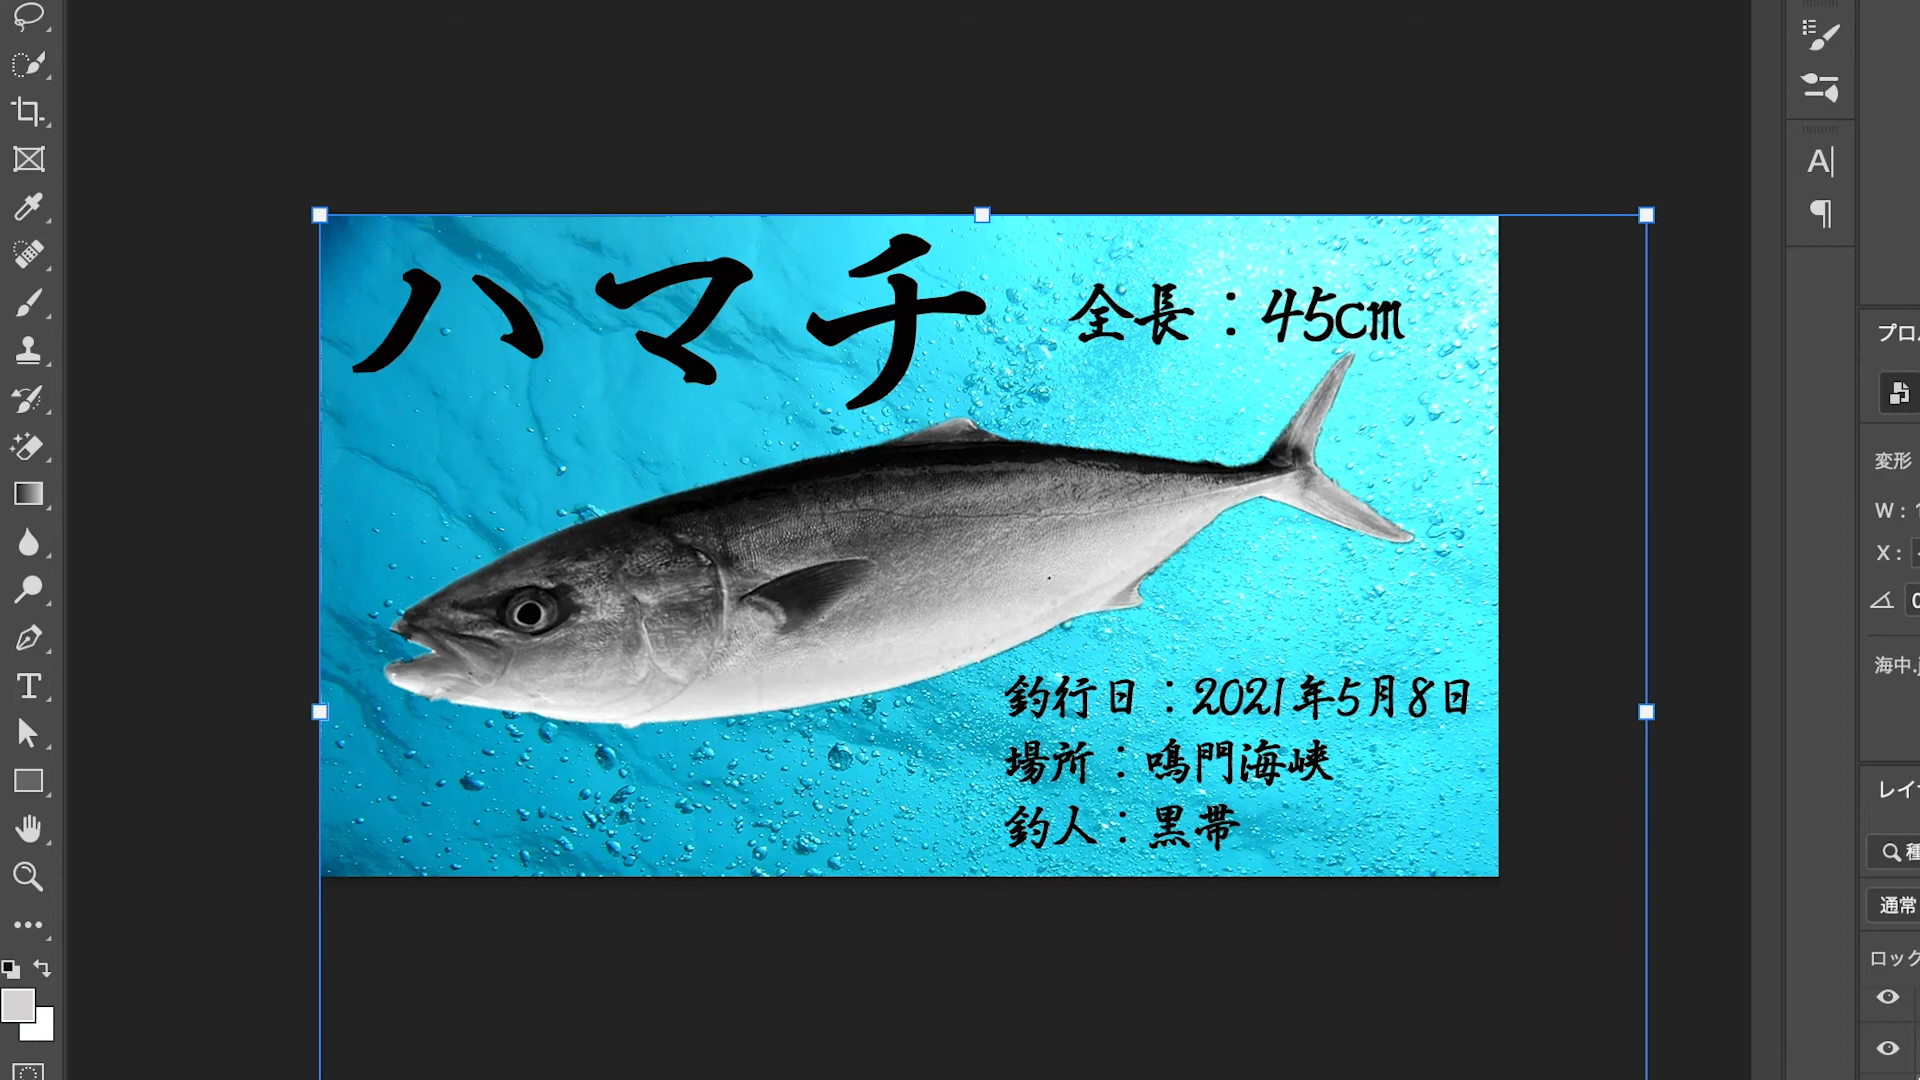 ハマチ
全長：45cm
釣行日：2021年5月8日
場所：鳴門海峡
釣人：黒帯
プロ
変形
W :
X :
海中.j
レイ
通常
ロック